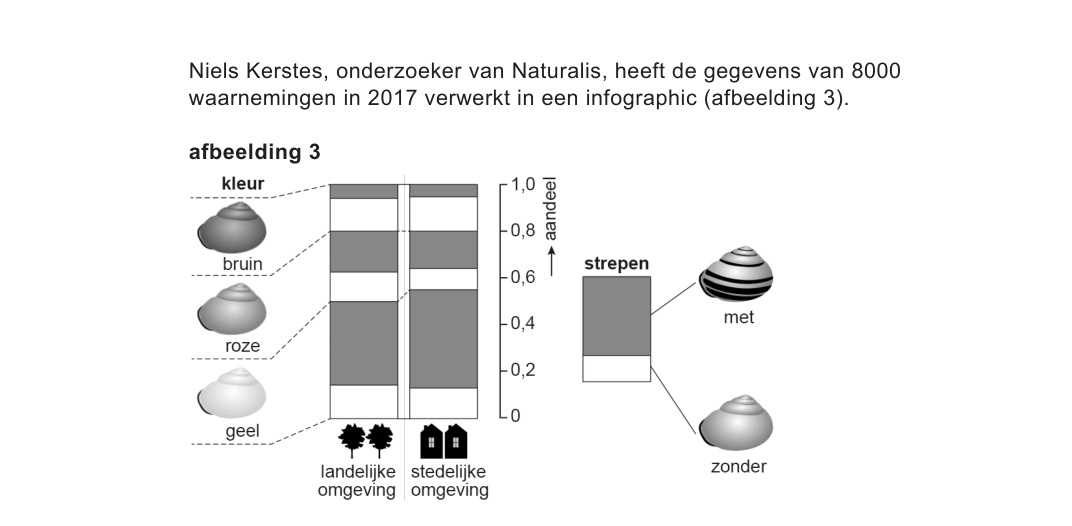 Niels Kerstes, onderzoeker van Naturalis, heeft de gegevens van 8000
waarnemingen in 2017 verwerkt in een infographic (afbeelding 3).
afbeelding 3
kleur
bruin
roze
geel
1,0
0,8
0,6
0,4
0,2
0
aandeel
landelijke
omgeving
stedelijke
omgeving
strepen
met
zonder